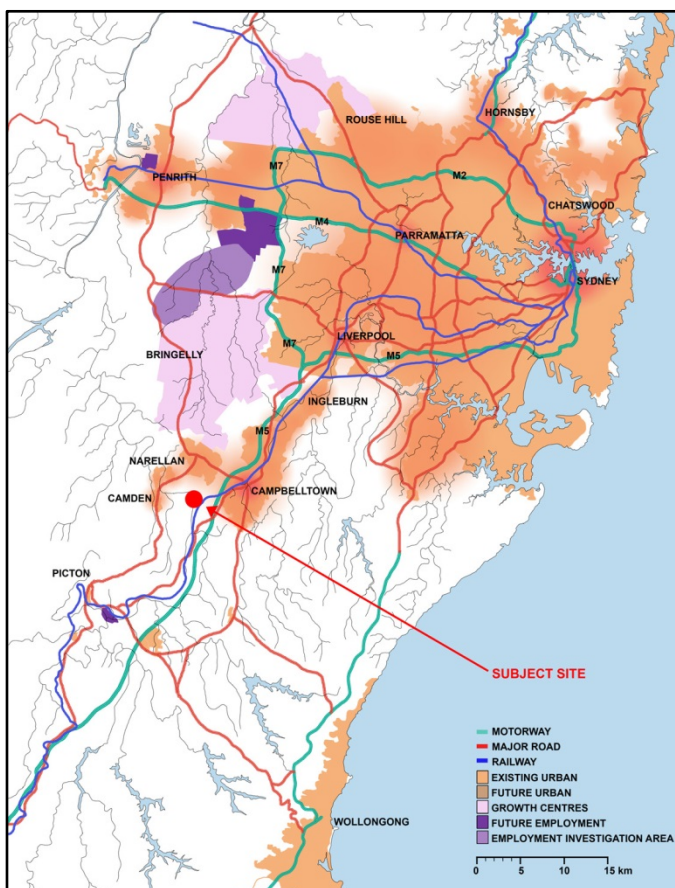 HORNSBY
ROUSE HILL
M7
M2
PENRITH
CHATSWOOD
M4
PARRAMATTA
M7
SYDNEY
LIVERPOOL
M7
M5
BRINGELLY
INGLEBURN
M5
NARELLAN
CAMDEN
CAMPBELLTOWN
PICTON
SUBJECT SITE
MOTORWAY
MAJOR ROAD
RAILWAY
EXISTING URBAN
FUTURE URBAN
GROWTH CENTRES
FUTURE EMPLOYMENT
EMPLOYMENT INVESTIGATION AREA
WOLLONGONG
0 5 10 15 km